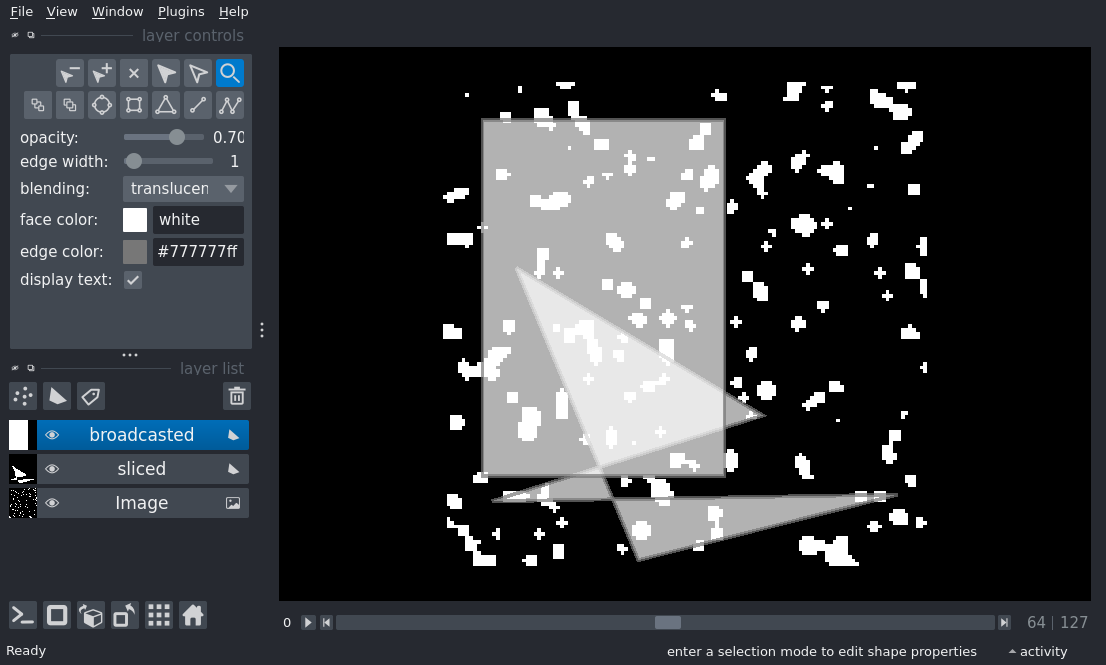 File View Window Plugins Help
layer controls
opacity: 0.70
edge width: 1
blending: translucen
face color: white
edge color: #777777ff
display text:
layer list
broadcasted
sliced
Image
0 64 | 127
Ready enter a selection mode to edit shape properties activity